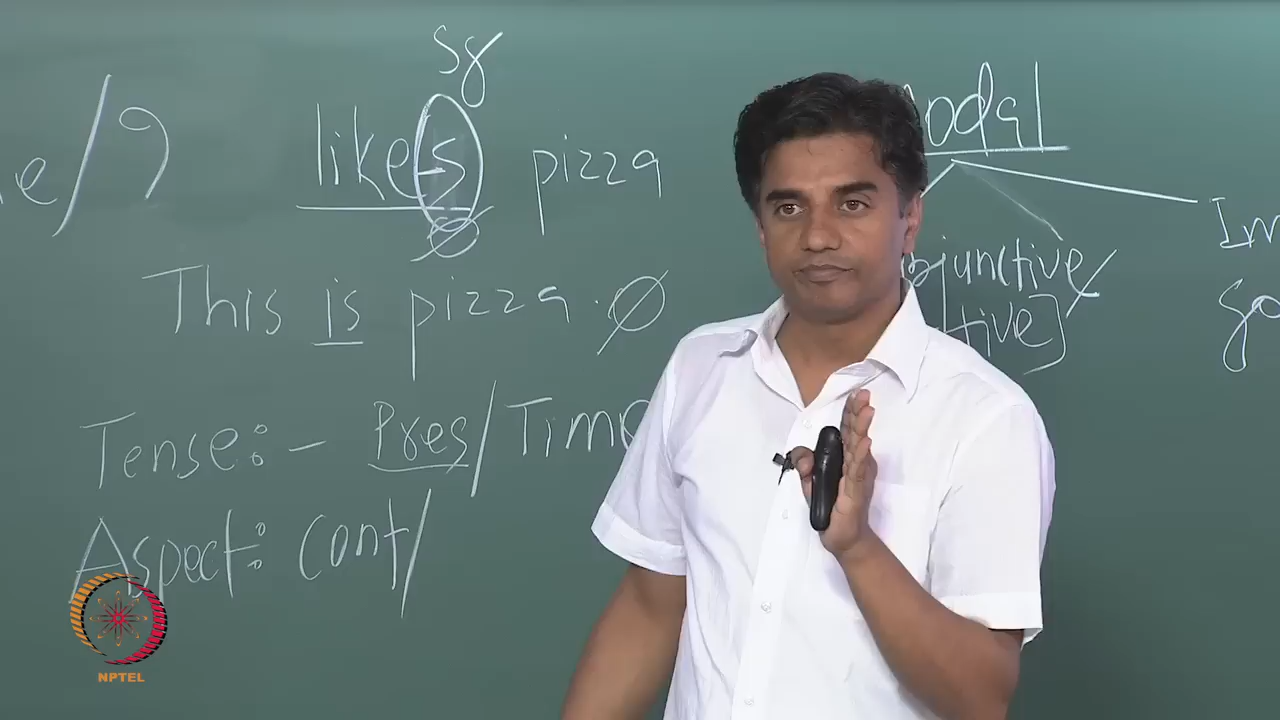 sg
likes pizza
∅
This is pizza. ∅
Tense:- Pres/Time
Aspect: cont/
NPTEL